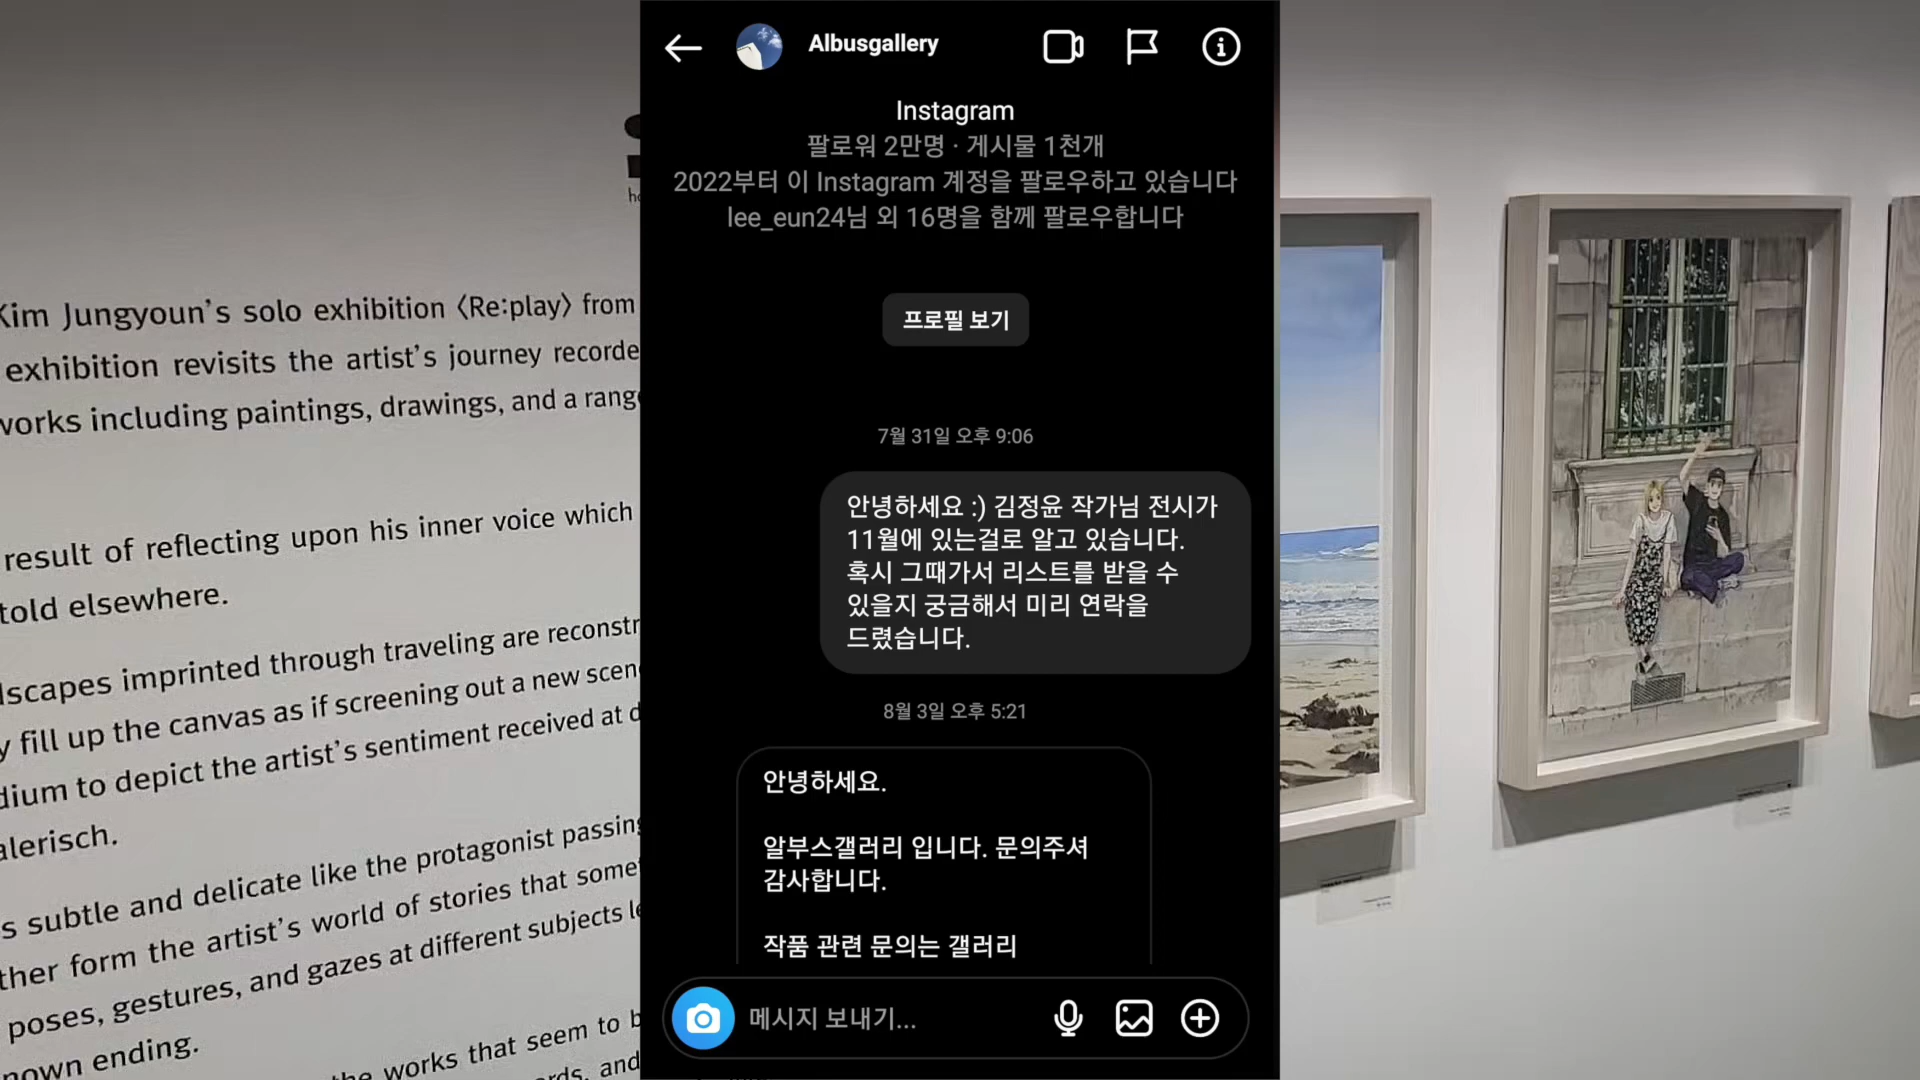 Kim Jungyoun's solo exhibition 〈Re:play〉 from
exhibition revisits the artist's journey
works including paintings, drawings, and a
result of reflecting upon his inner voice which
told elsewhere.
imprinted through traveling are
fill up the canvas as if screening out a new
to depict the artist's sentiment received at
subtle and delicate like the protagonist
form the artist's world of stories that
poses, gestures, and gazes at different subjects
ending.
the works that seem to
and
Albusgallery
Instagram
팔로워 2만명 · 게시물 1천개
2022부터 이 Instagram 계정을 팔로우하고 있습니다
lee_eun24님 외 16명을 함께 팔로우합니다
프로필 보기
7월 31일 오후 9:06
안녕하세요 :) 김정윤 작가님 전시가
11월에 있는걸로 알고 있습니다.
혹시 그때가서 리스트를 받을 수
있을지 궁금해서 미리 연락을
드렸습니다.
8월 3일 오후 5:21
안녕하세요.
알부스갤러리 입니다. 문의주셔
감사합니다.
작품 관련 문의는 갤러리
메시지 보내기...